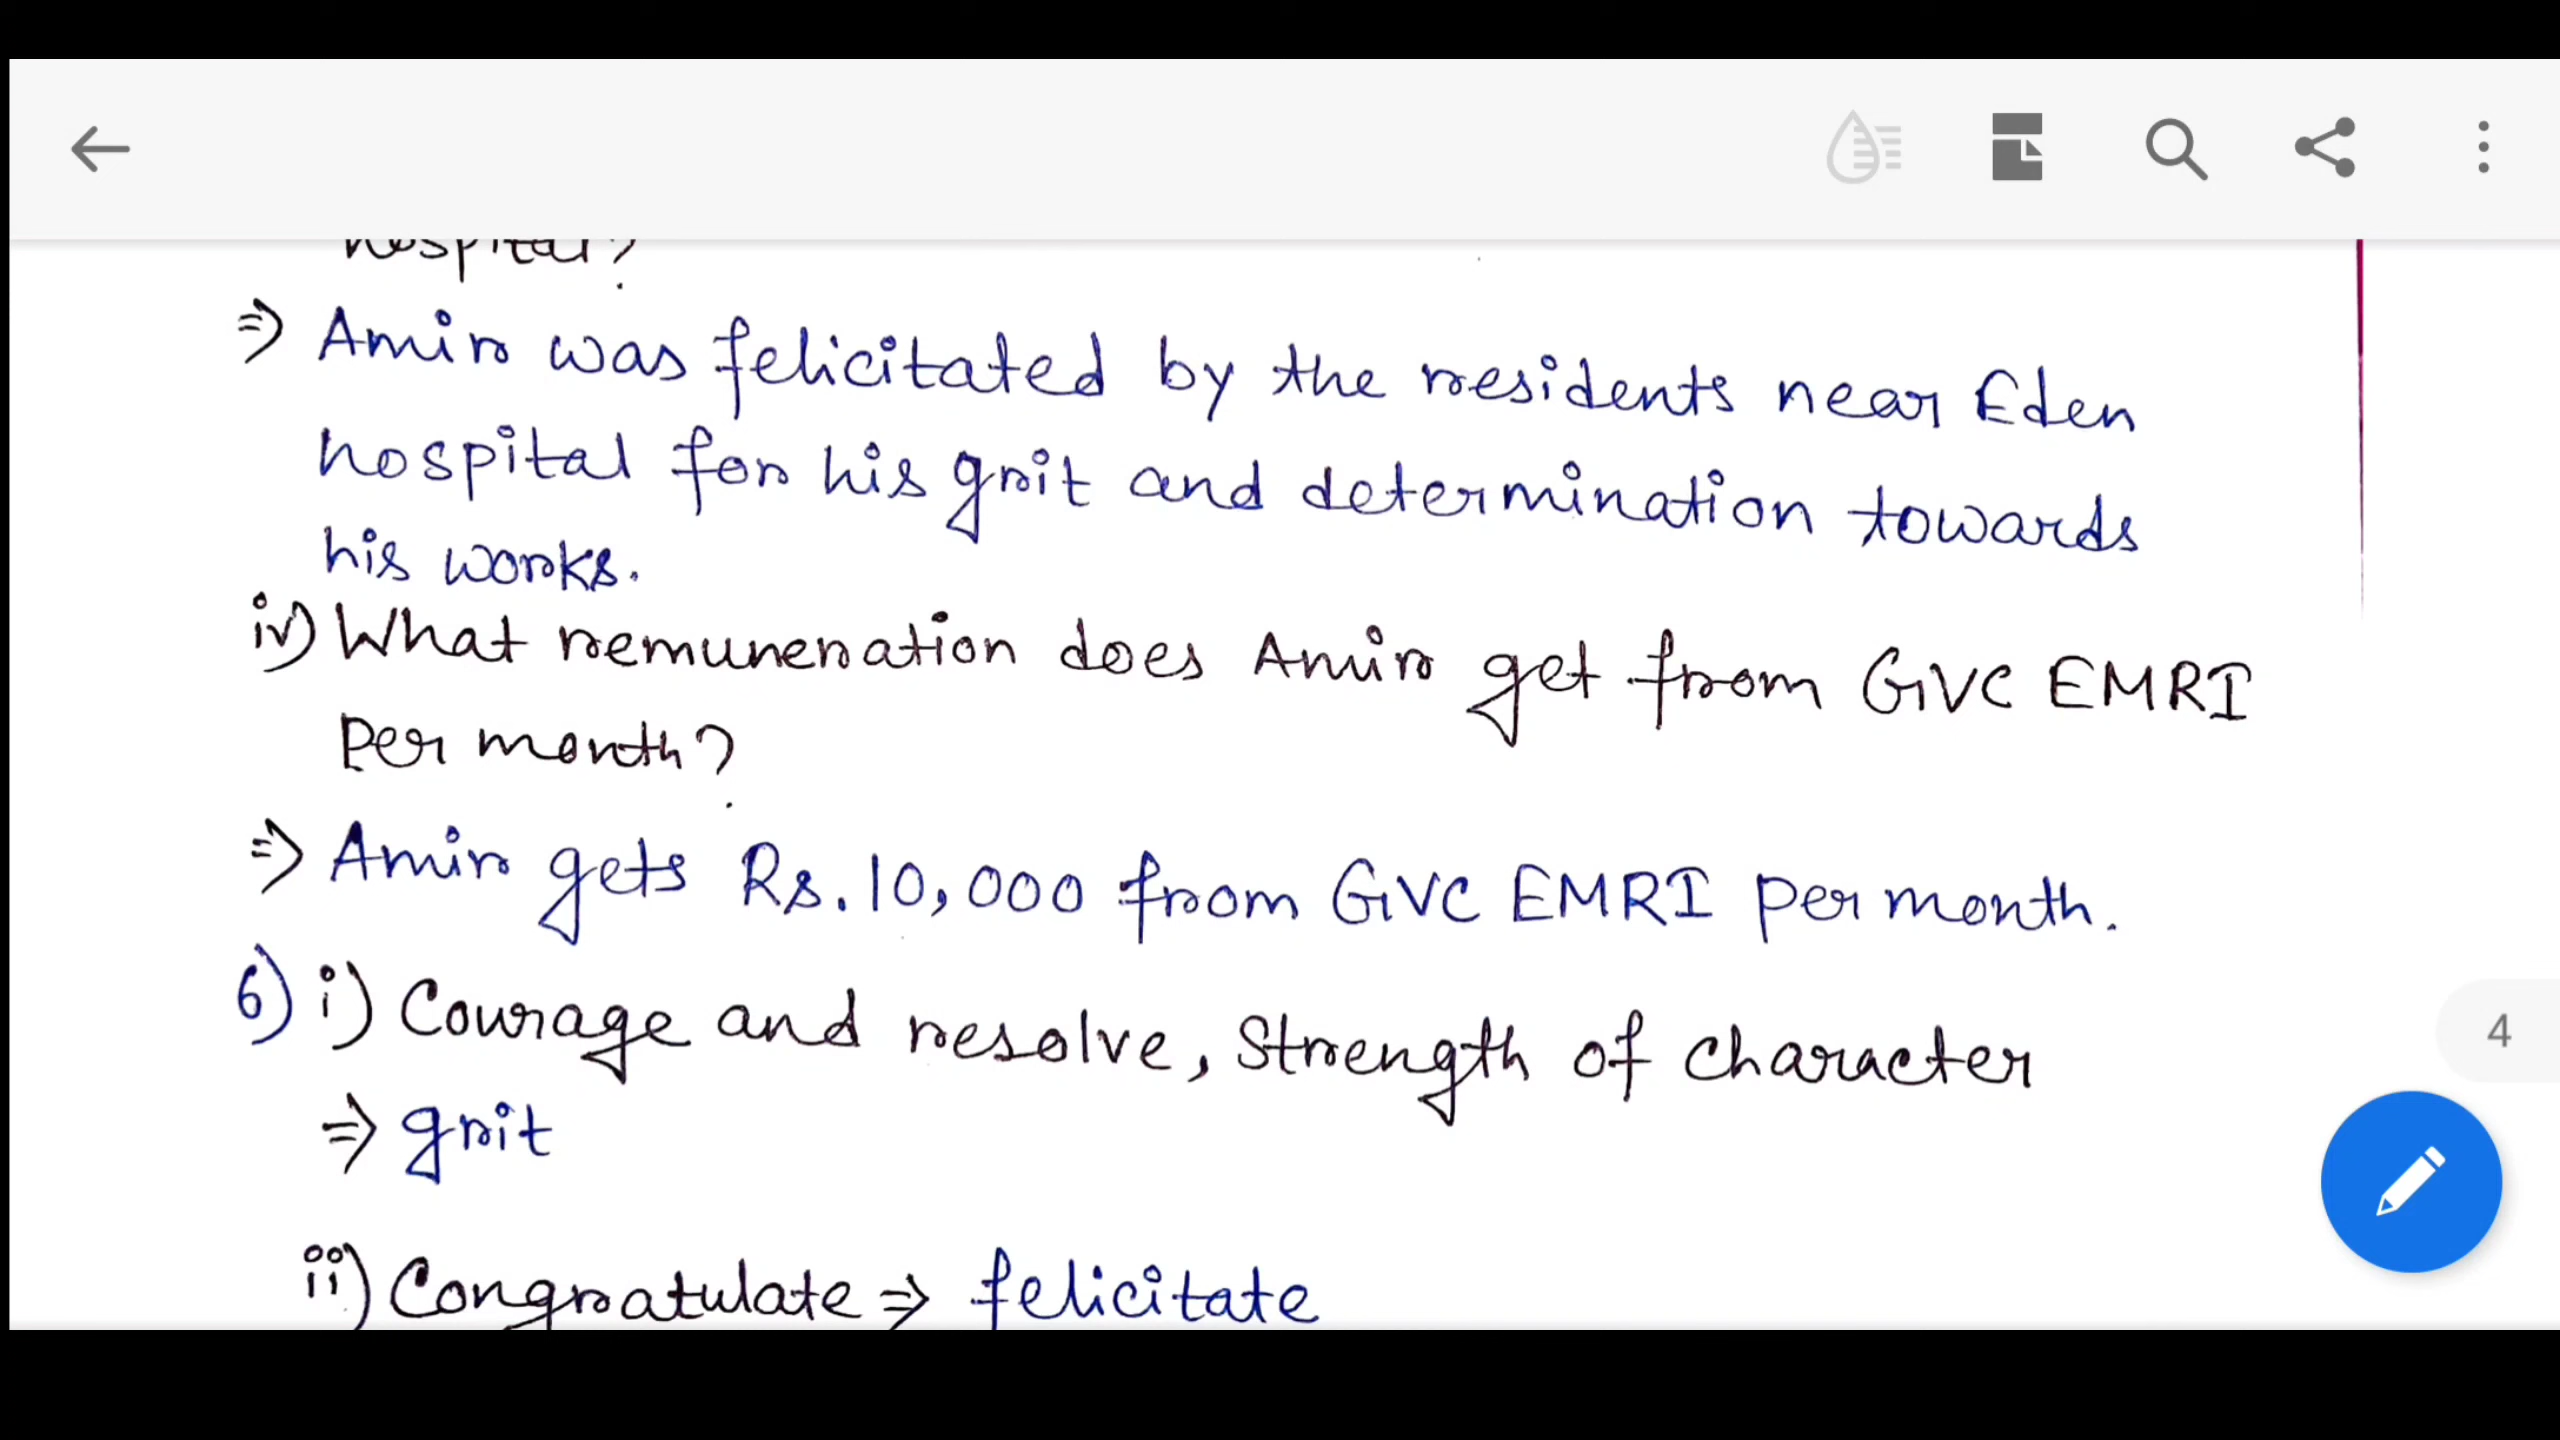 hospital?
⇒ Amir was felicitated by the residents near Eden
hospital for his grit and determination towards
his works.
iv) What remuneration does Amir get from GVC EMRI
Per month?
⇒ Amir gets Rs. 10,000 from GVC EMRI per month.
6) i) Courage and resolve, Strength of character
⇒ grit
4
ii) Congratulate ⇒ felicitate